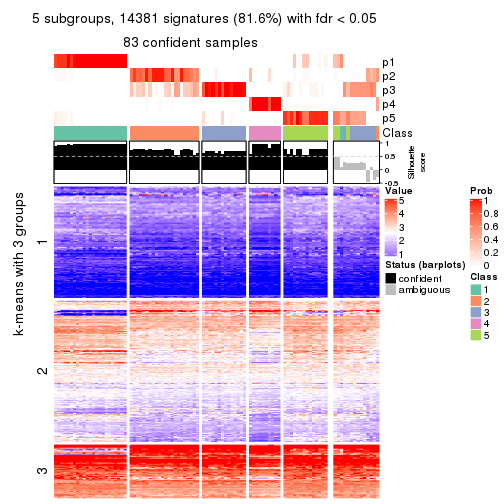 5 subgroups, 14381 signatures (81.6%) with fdr < 0.05
83 confident samples
p1
p2
p3
p4
p5
Class
1
0.5
0
-0.5
Silhouette
score
k-means with 3 groups
1
2
3
Value
5
4
3
2
1
Status (barplots)
confident
ambiguous
Prob
1
0.8
0.6
0.4
0.2
0
Class
1
2
3
4
5